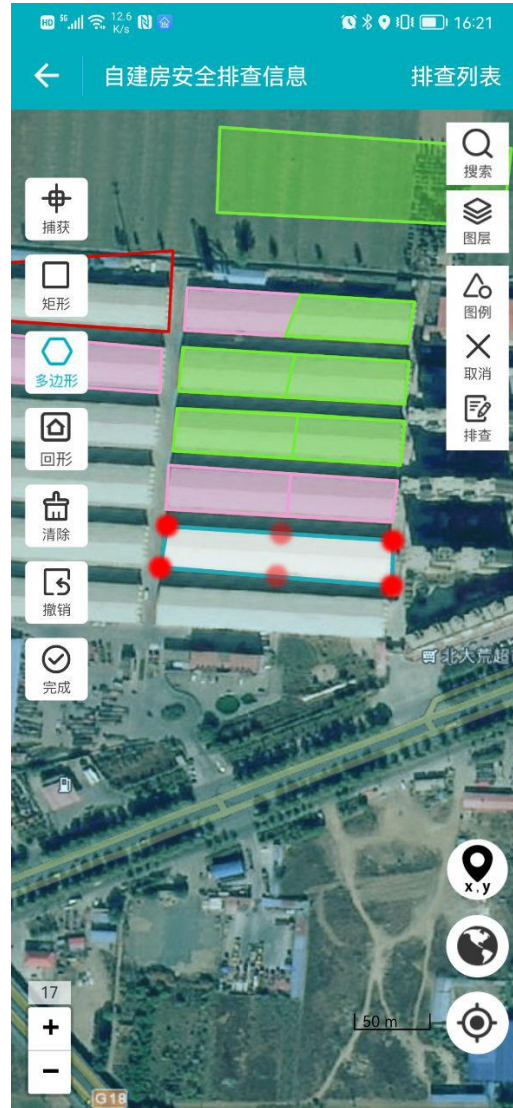 HD 5G 12.6 K/s N 16:21
自建房安全排查信息 排查列表
搜索
捕获
图层
矩形
图例
多边形
取消
回形
排查
清除
撤销
北大荒超
完成
x,y
17
50 m
+
−
G18